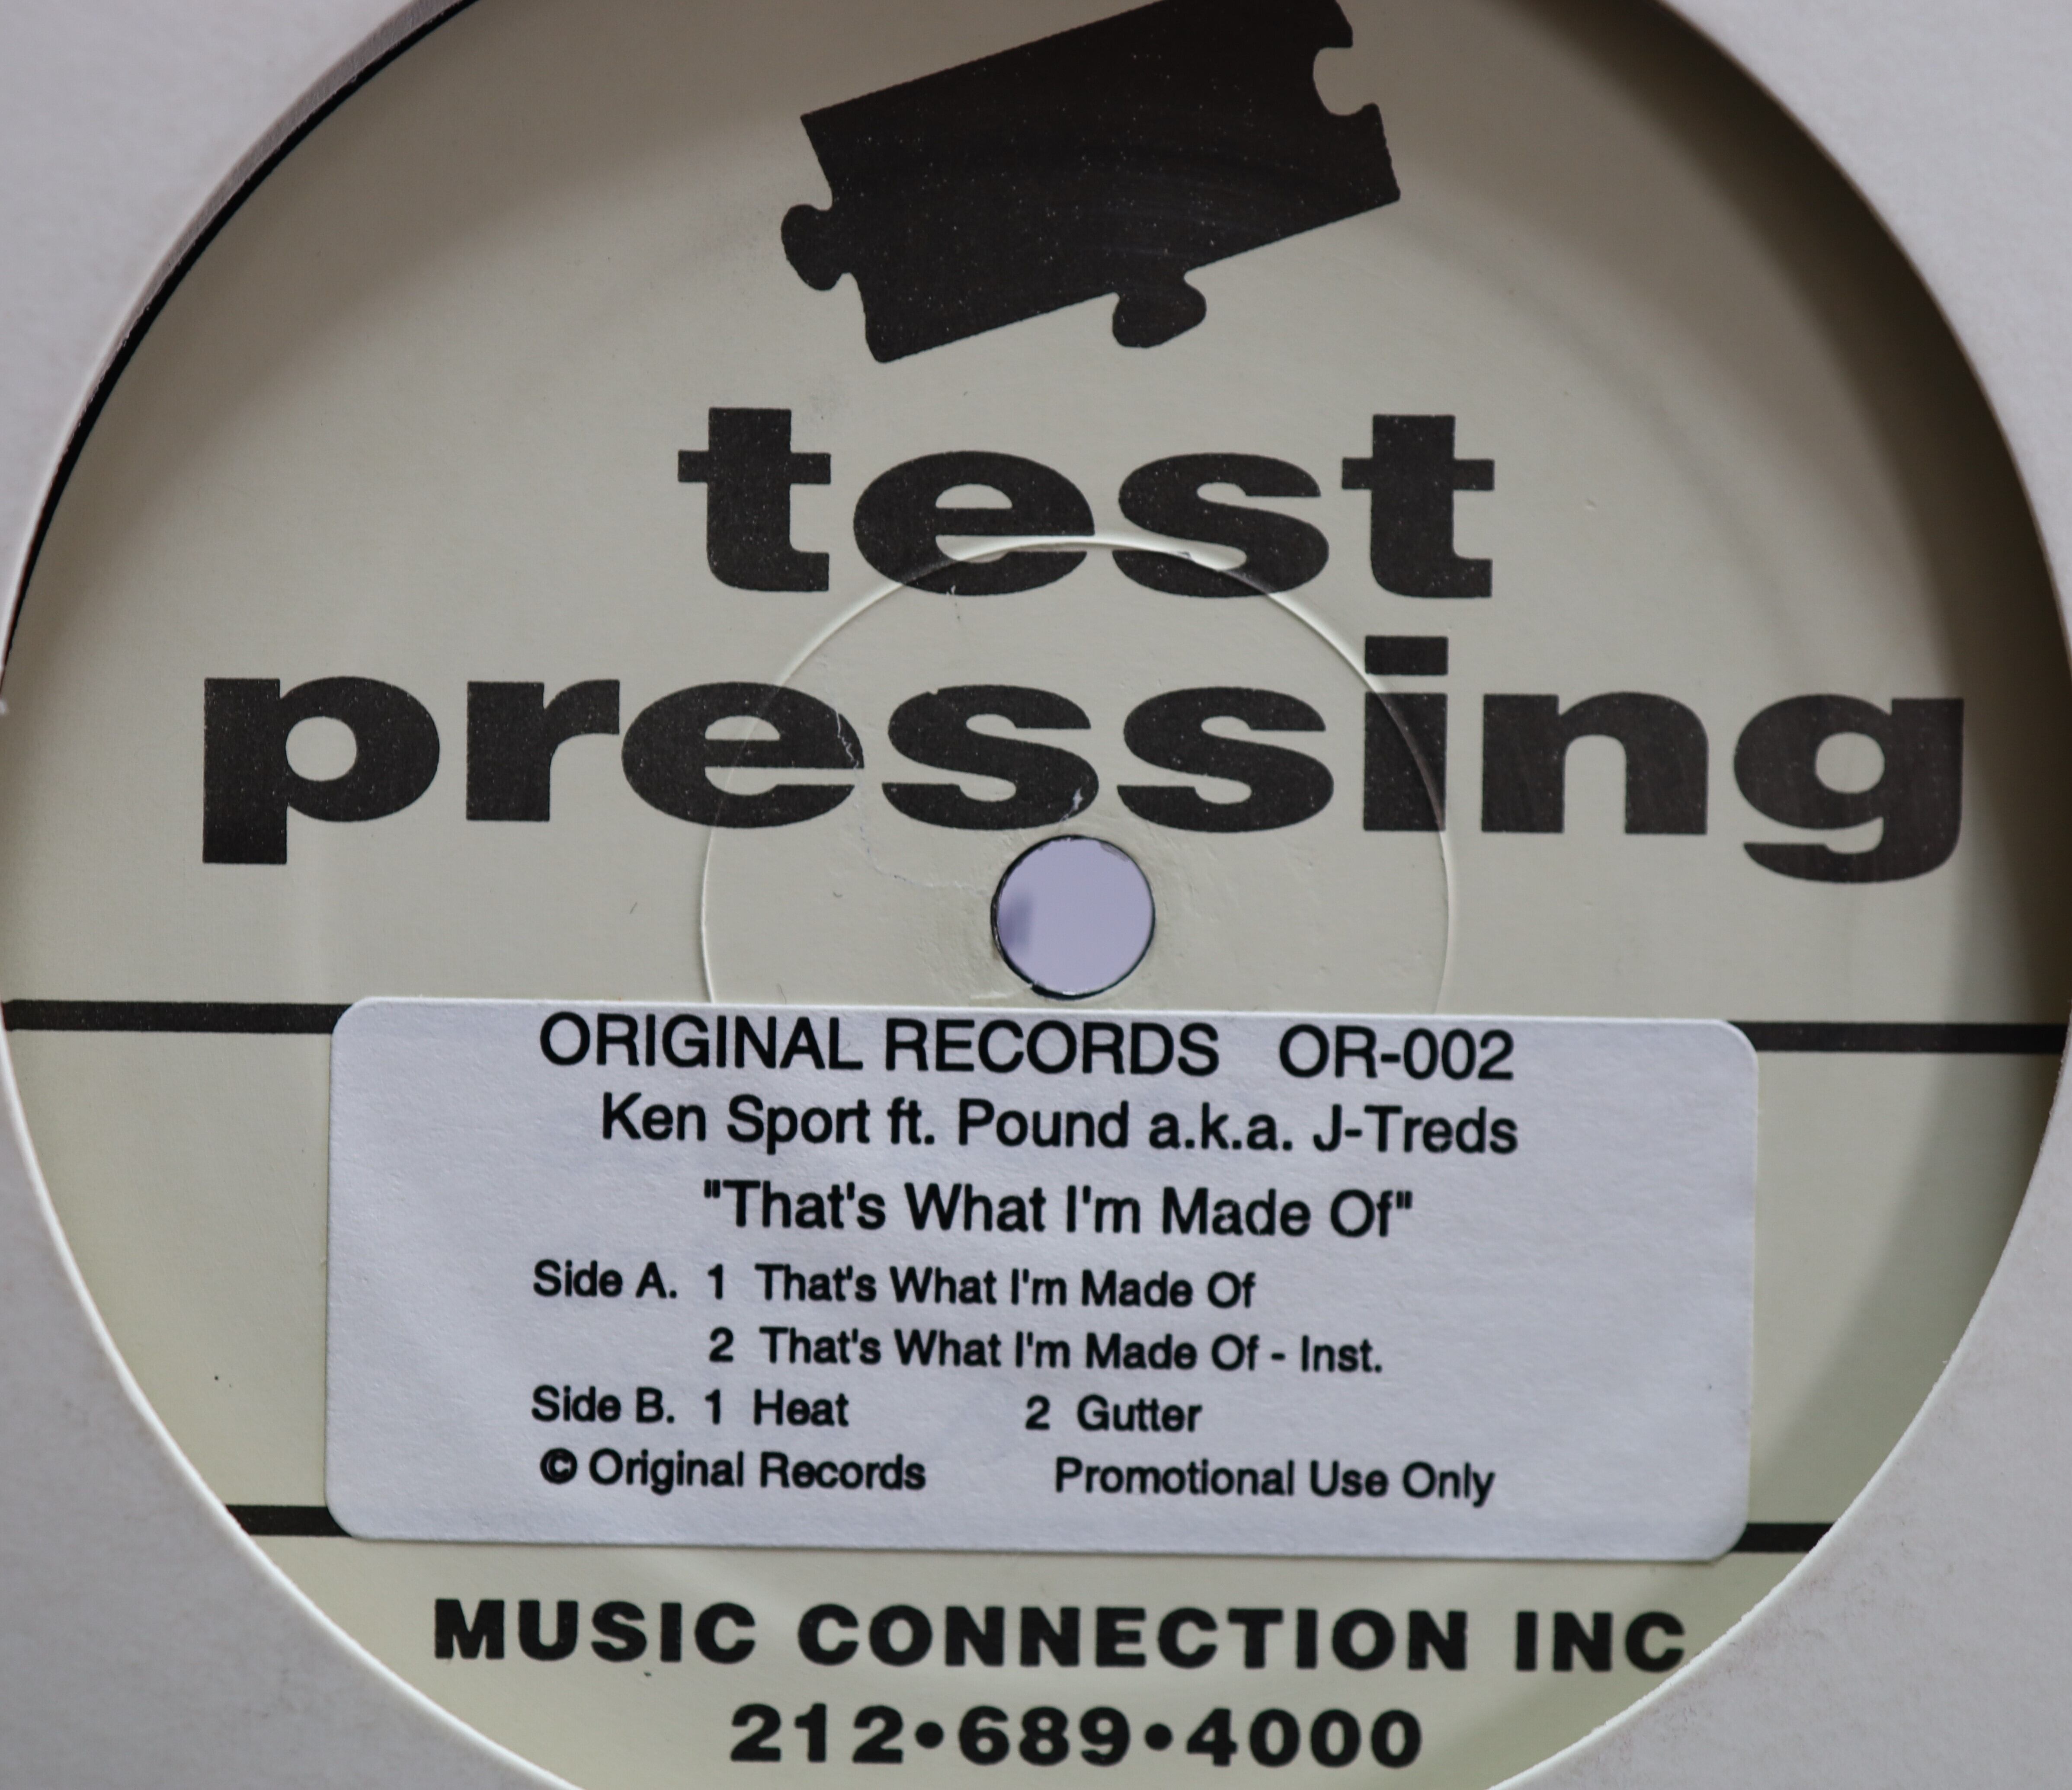 test
pressing
ORIGINAL RECORDS OR-002
Ken Sport ft. Pound a.k.a. J-Treds
"That's What I'm Made Of"
Side A. 1 That's What I'm Made Of
2 That's What I'm Made Of - Inst.
Side B. 1 Heat 2 Gutter
© Original Records Promotional Use Only
MUSIC CONNECTION INC
212•689•4000